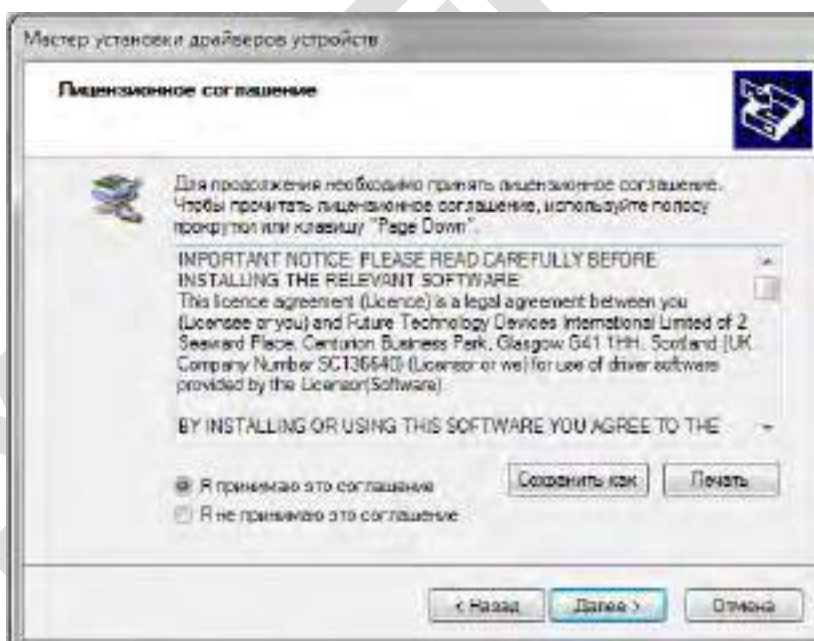 Мастер установки драйверов устройств
Лицензионное соглашение
Для продолжения необходимо принять лицензионное соглашение.
Чтобы прочитать лицензионное соглашение, используйте полосу
прокрутки или клавишу "Page Down".
IMPORTANT NOTICE: PLEASE READ CAREFULLY BEFORE
INSTALLING THE RELEVANT SOFTWARE:
This licence agreement (Licence) is a legal agreement between you
(Licensee or you) and Future Technology Devices International Limited of 2
Seaward Place, Centurion Business Park, Glasgow G41 1HH, Scotland (UK
Company Number SC136640) (Licensor or we) for use of driver software
provided by the Licensor(Software).
BY INSTALLING OR USING THIS SOFTWARE YOU AGREE TO THE
Я принимаю это соглашение
Сохранить как
Печать
Я не принимаю это соглашение
< Назад
Далее >
Отмена